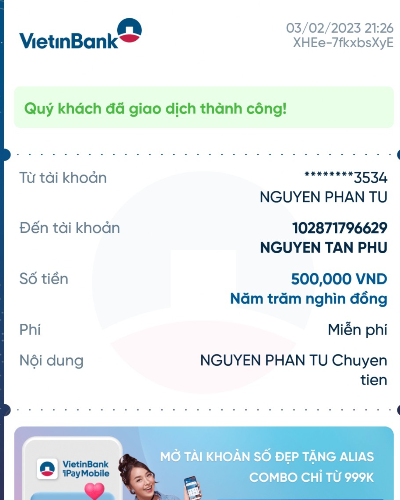 VietinBank
03/02/2023 21:26
XHEe-7fkxbsXyE
Quý khách đã giao dịch thành công!
Từ tài khoản
********3534
NGUYEN PHAN TU
Đến tài khoản
102871796629
NGUYEN TAN PHU
Số tiền
500,000 VND
Năm trăm nghìn đồng
Phí
Miễn phí
Nội dung
NGUYEN PHAN TU Chuyen
tien
VietinBank
iPay Mobile
MỞ TÀI KHOẢN SỐ ĐẸP TẶNG ALIAS
COMBO CHỈ TỪ 999K